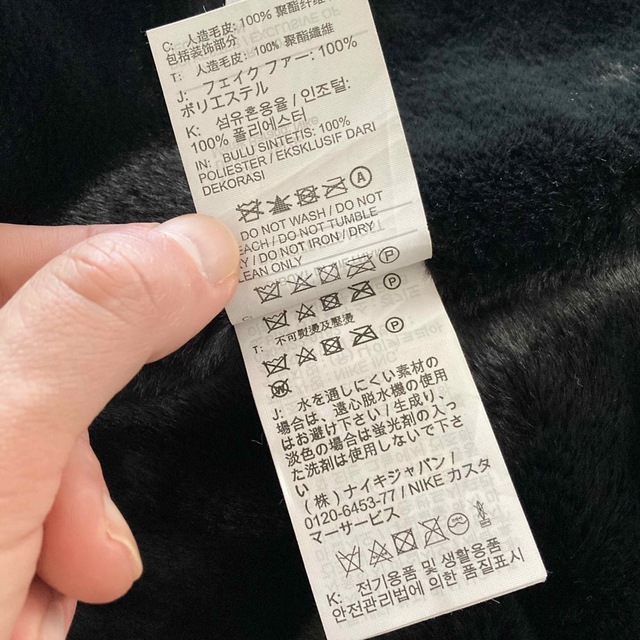 C: 人造毛皮: 100% 聚酯纤维
包括装饰部分
T: 人造毛皮: 100% 聚酯纖維
J: フェイク ファー: 100%
ポリエステル
K: 섬유혼용율 / 인조털:
100% 폴리에스터
IN: BULU SINTETIS: 100%
POLIESTER / EKSKLUSIF DARI
DEKORASI
A
DO NOT WASH / DO NOT
EACH / DO NOT TUMBLE
Y / DO NOT IRON / DRY
EAN ONLY
P
C:
P
T: 不可熨燙及壓燙
P
J: 水を通しにくい素材の
場合は、遠心脱水機の使用
はお避け下さい / 生成り、
淡色の場合は蛍光剤の入っ
た洗剤は使用しないで下さ
い
(株) ナイキジャパン /
0120-6453-77 / NIKE カスタ
マーサービス
K: 전기용품 및 생활용품
안전관리법에 의한 품질표시